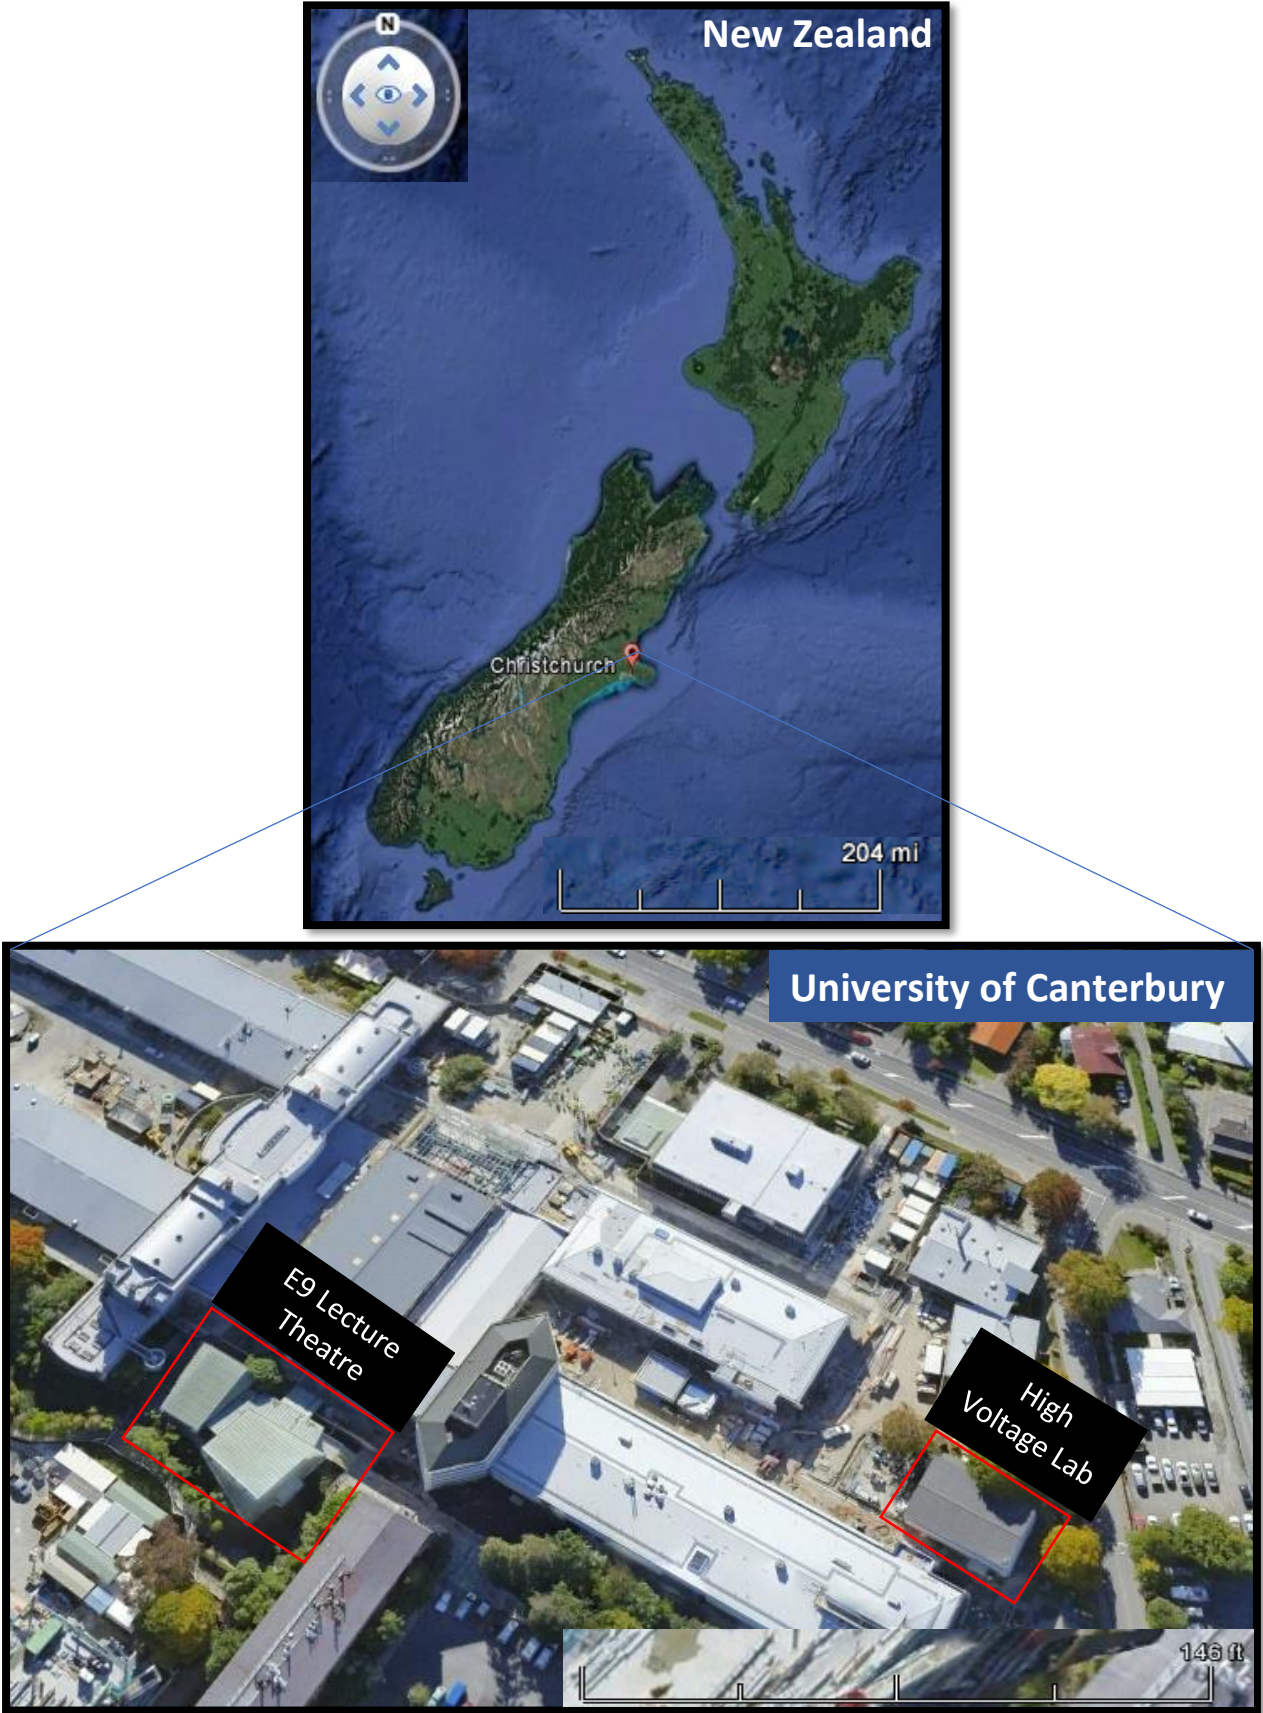 N
New Zealand
Christchurch
204 mi
University of Canterbury
E9 Lecture
Theatre
High
Voltage Lab
146 ft